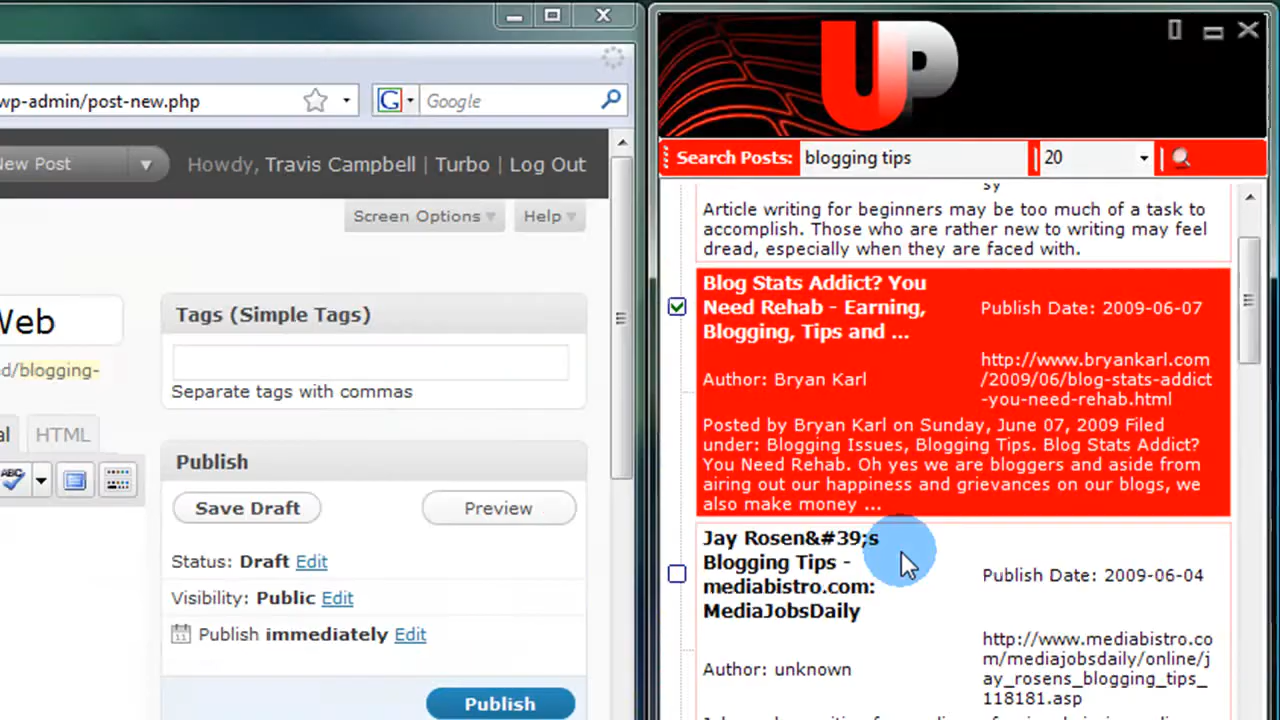 wp-admin/post-new.php
Google
New Post
Howdy, Travis Campbell | Turbo | Log Out
Screen Options
Help
Web
d/blogging-
al
HTML
ABC
Tags (Simple Tags)
Separate tags with commas
Publish
Save Draft
Preview
Status: Draft Edit
Visibility: Public Edit
Publish immediately Edit
Publish
UP
Search Posts: blogging tips
20
sy
Article writing for beginners may be too much of a task to
accomplish. Those who are rather new to writing may feel
dread, especially when they are faced with.
Blog Stats Addict? You
Need Rehab - Earning,
Blogging, Tips and ...
Publish Date: 2009-06-07
Author: Bryan Karl
http://www.bryankarl.com
/2009/06/blog-stats-addict
-you-need-rehab.html
Posted by Bryan Karl on Sunday, June 07, 2009 Filed
under: Blogging Issues, Blogging Tips. Blog Stats Addict?
You Need Rehab. Oh yes we are bloggers and aside from
airing out our happiness and grievances on our blogs, we
also make money ...
Jay Rosen&#39;s
Blogging Tips -
mediabistro.com:
MediaJobsDaily
Publish Date: 2009-06-04
Author: unknown
http://www.mediabistro.co
m/mediajobsdaily/online/j
ay_rosens_blogging_tips_
118181.asp